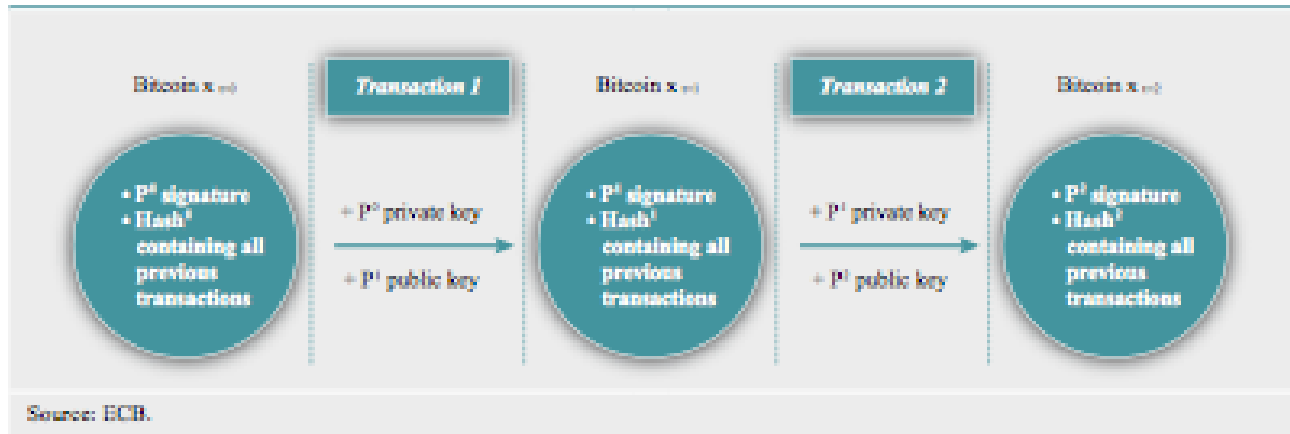 Bitcoin x
Transaction 1
Bitcoin x
Transaction 2
Bitcoin x
• P⁰ signature
• Hash⁰
containing all
previous
transactions
+ P⁰ private key
+ P¹ public key
• P¹ signature
• Hash¹
containing all
previous
transactions
+ P¹ private key
+ P² public key
• P² signature
• Hash²
containing all
previous
transactions
Source: ECB.